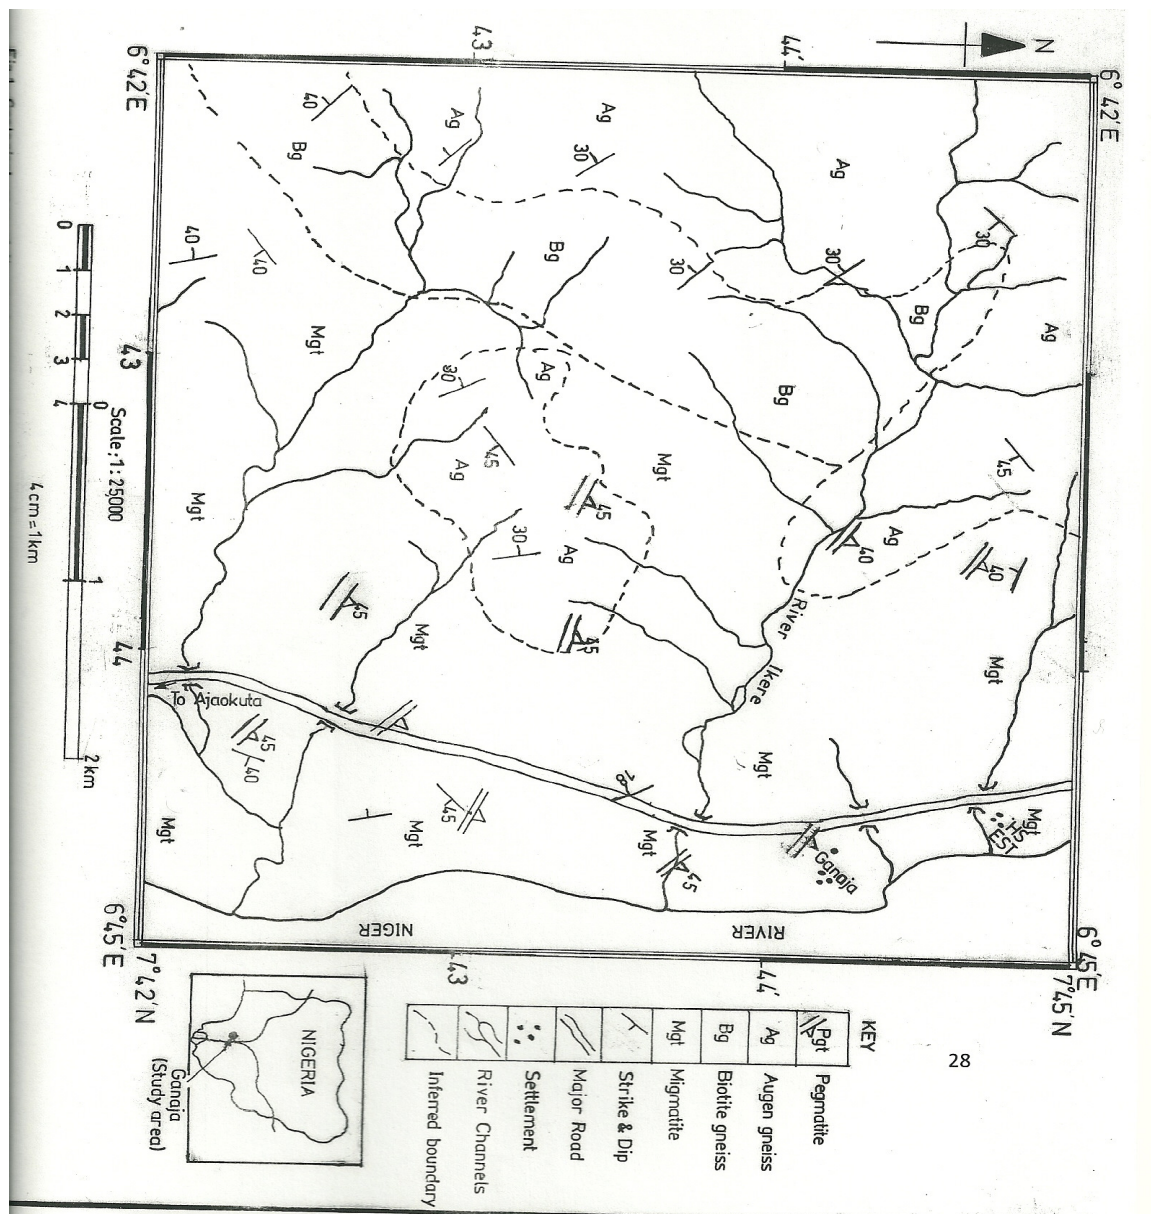 N
6°42'E
43
44'
6°42'E
Ag
Ag
Ag
Bg
40
30
30
30
30
Bg
Bg
Ag
40
40
Mgt
Ag
30
Bg
Mgt
45
45
45
Ag
Mgt
30
Ag
40
Ag
40
45
45
Mgt
Mgt
River Ikere
Mgt
To Ajaokuta
45
40
Mgt
45
Mgt
Mgt
Mgt
Mgt
HS
EST
Ganaja
RIVER NIGER
43
44
6°45'E
6°45'E
7°42'N
43
44'
7°45'N
0 1 2 3 4
Scale: 1:25000
0 1 2 km
4cm = 1km
28
KEY
Pgt Pegmatite
Ag Augen gneiss
Bg Biotite gneiss
Mgt Migmatite
Strike & Dip
Major Road
Settlement
River Channels
Inferred boundary
NIGERIA
Ganaja
(Study area)